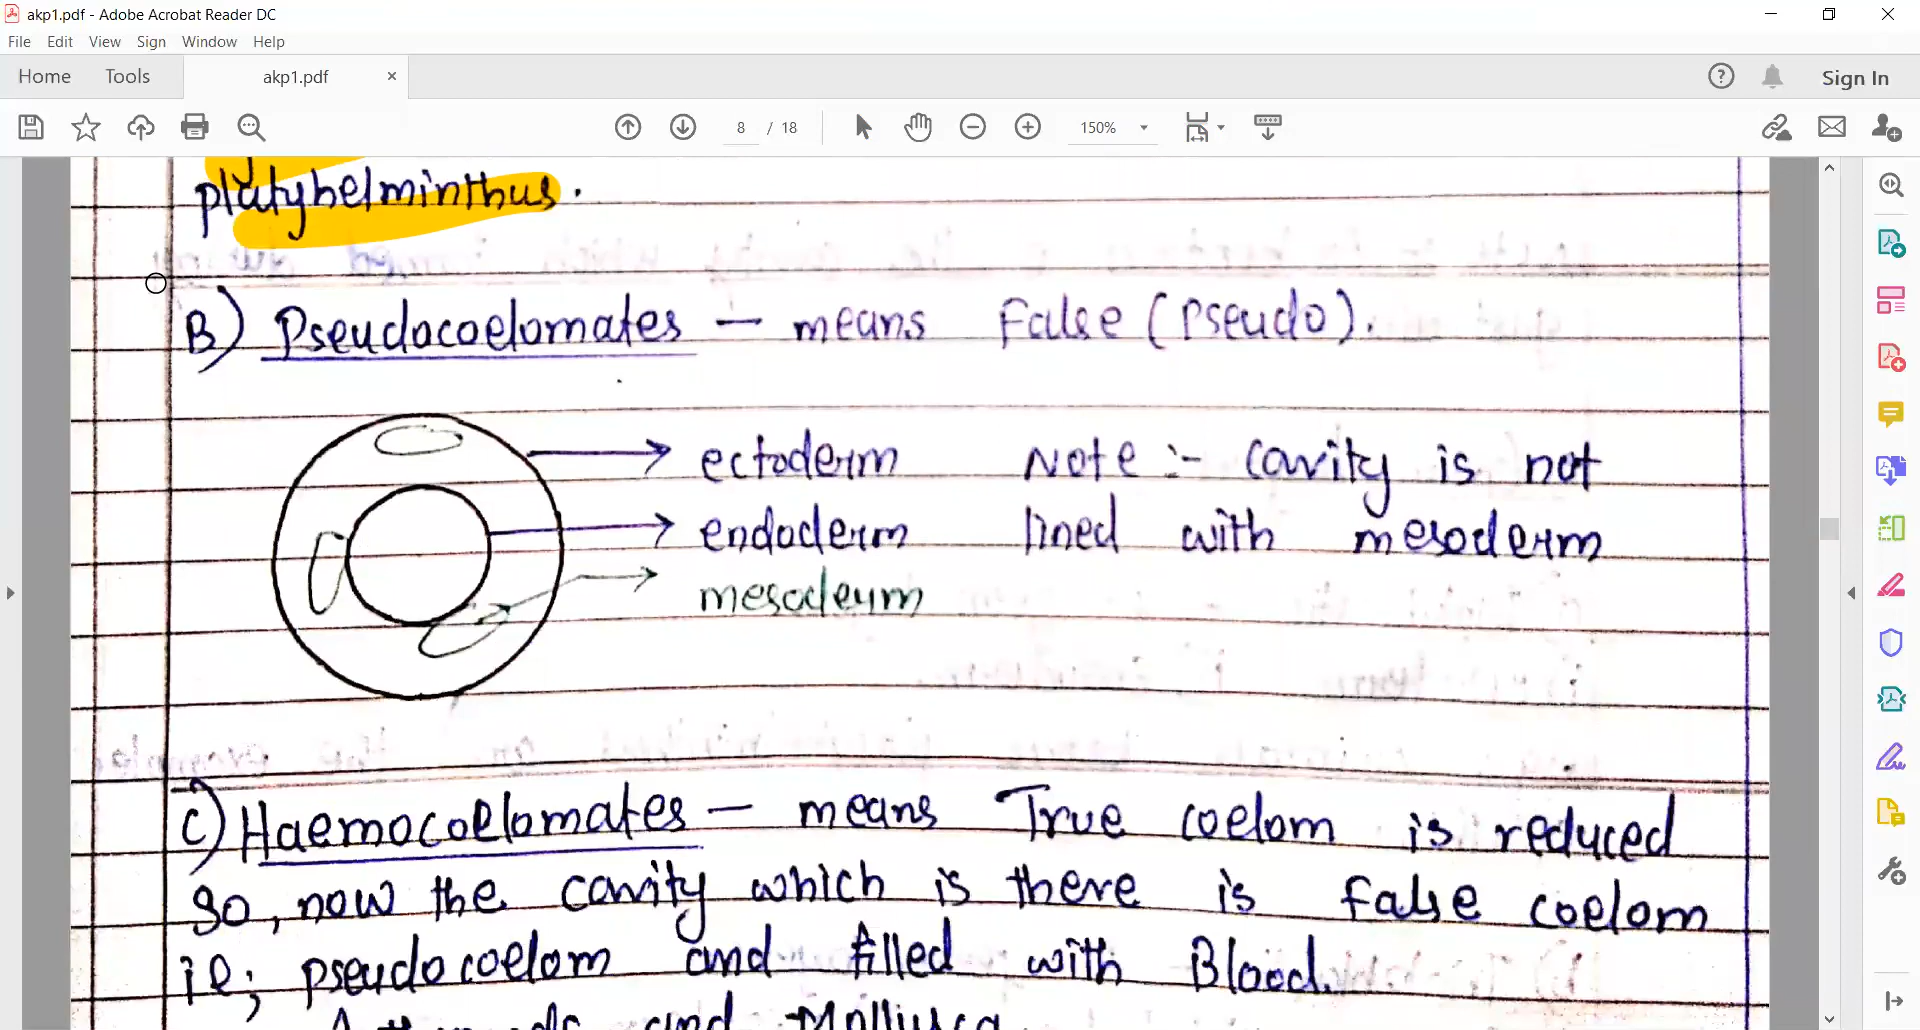 akp1.pdf - Adobe Acrobat Reader DC
File Edit View Sign Window Help
Home Tools akp1.pdf × Sign In
8 / 18 150%
platyhelminthus.
B) Pseudocoelomates — means False (Pseudo).
ectoderm Note :- Cavity is not
endoderm lined with mesoderm
mesoderm
C) Haemocoelomates — means True coelom is reduced
So, now the cavity which is there is false coelom
ie; pseudocoelom and filled with Blood.
and Mollusca